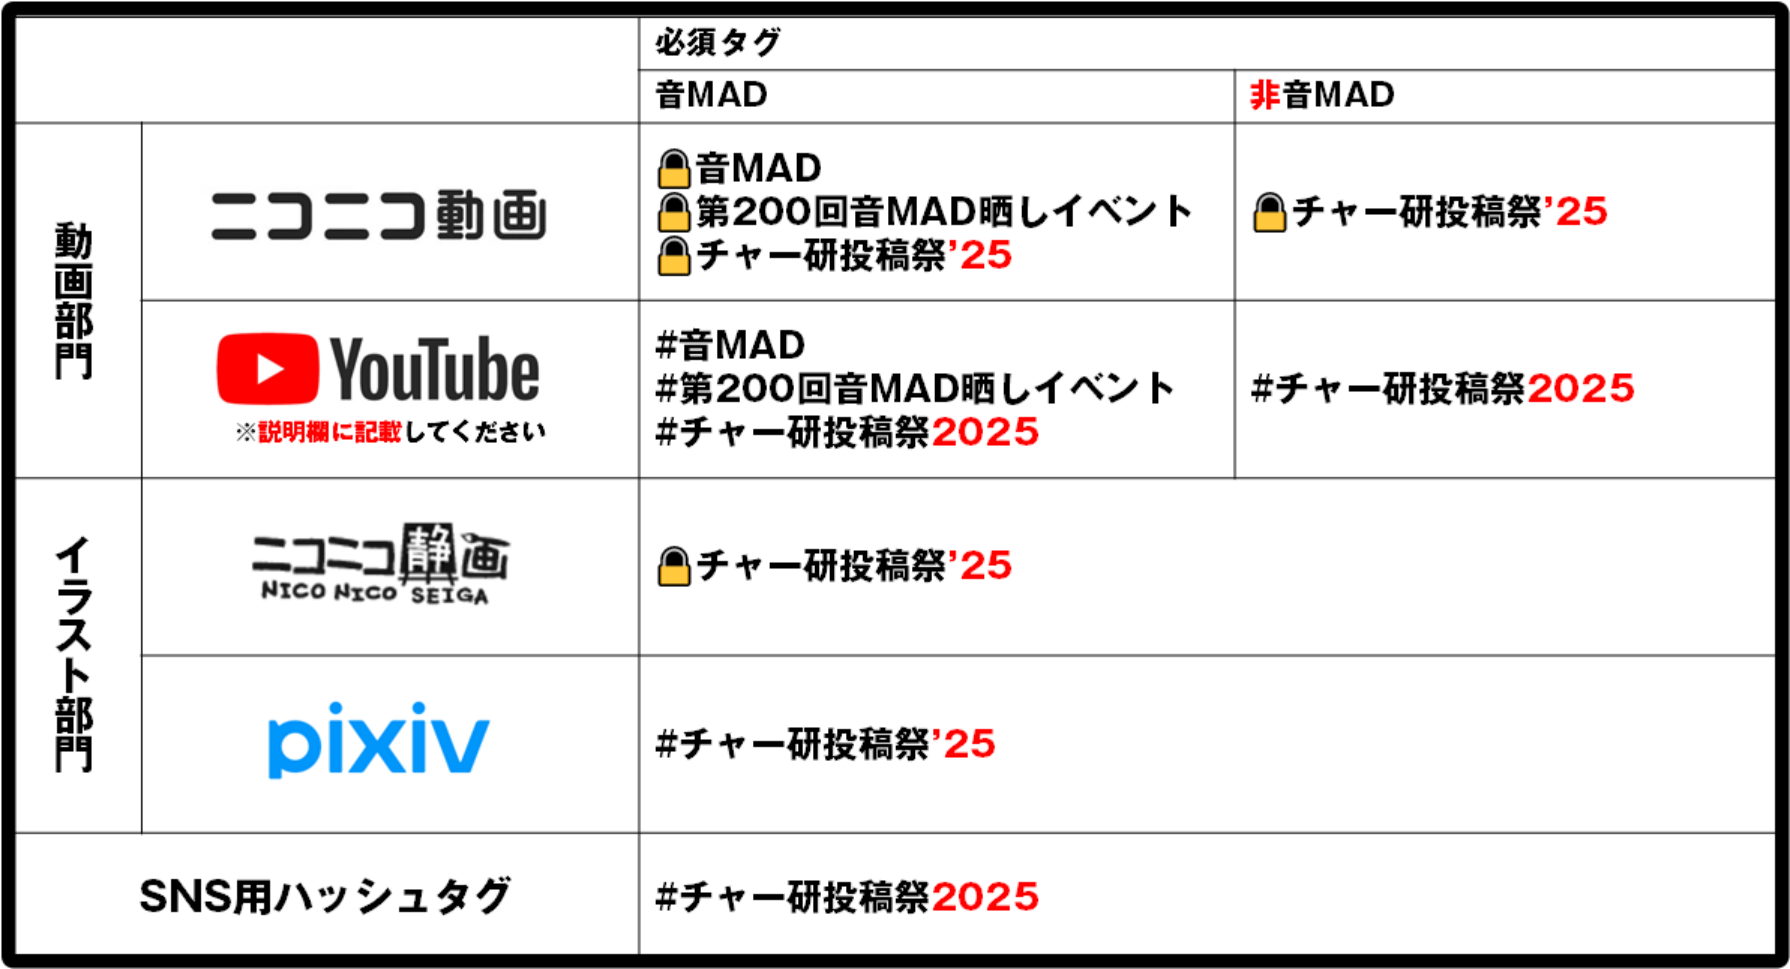 必須タグ
音MAD
非音MAD
動画部門
ニコニコ動画
🔒音MAD
🔒第200回音MAD晒しイベント
🔒チャー研投稿祭’25
🔒チャー研投稿祭’25
YouTube
※説明欄に記載してください
#音MAD
#第200回音MAD晒しイベント
#チャー研投稿祭2025
#チャー研投稿祭2025
イラスト部門
ニコニコ静画
NICO NICO SEIGA
🔒チャー研投稿祭’25
pixiv
#チャー研投稿祭’25
SNS用ハッシュタグ
#チャー研投稿祭2025